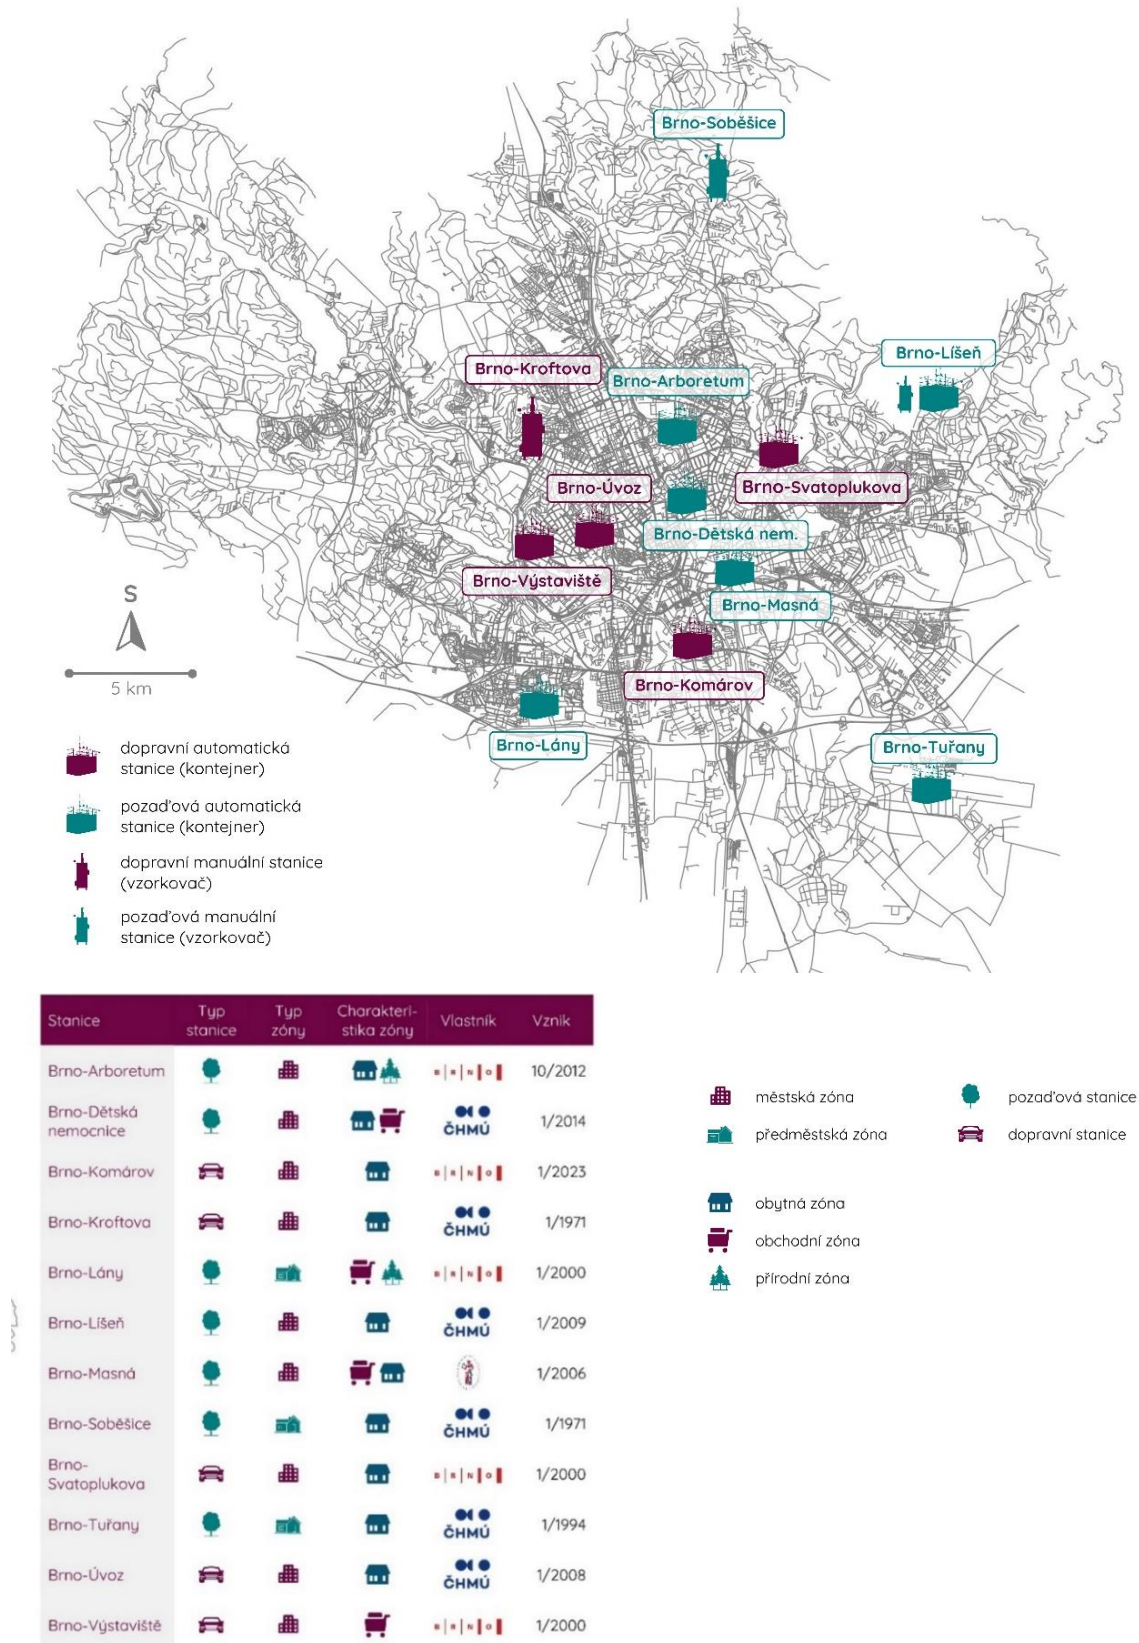 Brno-Soběšice
Brno-Líšeň
Brno-Kroftova
Brno-Arboretum
Brno-Úvoz
Brno-Svatoplukova
Brno-Dětská nem.
Brno-Výstaviště
Brno-Masná
S
5 km
Brno-Komárov
Brno-Lány
Brno-Tuřany
dopravní automatická
stanice (kontejner)
pozaďová automatická
stanice (kontejner)
dopravní manuální stanice
(vzorkovač)
pozaďová manuální
stanice (vzorkovač)
Stanice Typ stanice Typ zóny Charakteri-stika zóny Vlastník Vznik
Brno-Arboretum B|R|N|O 10/2012
Brno-Dětská
nemocnice ČHMÚ 1/2014
Brno-Komárov B|R|N|O 1/2023
Brno-Kroftova ČHMÚ 1/1971
Brno-Lány B|R|N|O 1/2000
Brno-Líšeň ČHMÚ 1/2009
Brno-Masná 1/2006
Brno-Soběšice ČHMÚ 1/1971
Brno-
Svatoplukova B|R|N|O 1/2000
Brno-Tuřany ČHMÚ 1/1994
Brno-Úvoz ČHMÚ 1/2008
Brno-Výstaviště B|R|N|O 1/2000
městská zóna
předměstská zóna
obytná zóna
obchodní zóna
přírodní zóna
pozaďová stanice
dopravní stanice